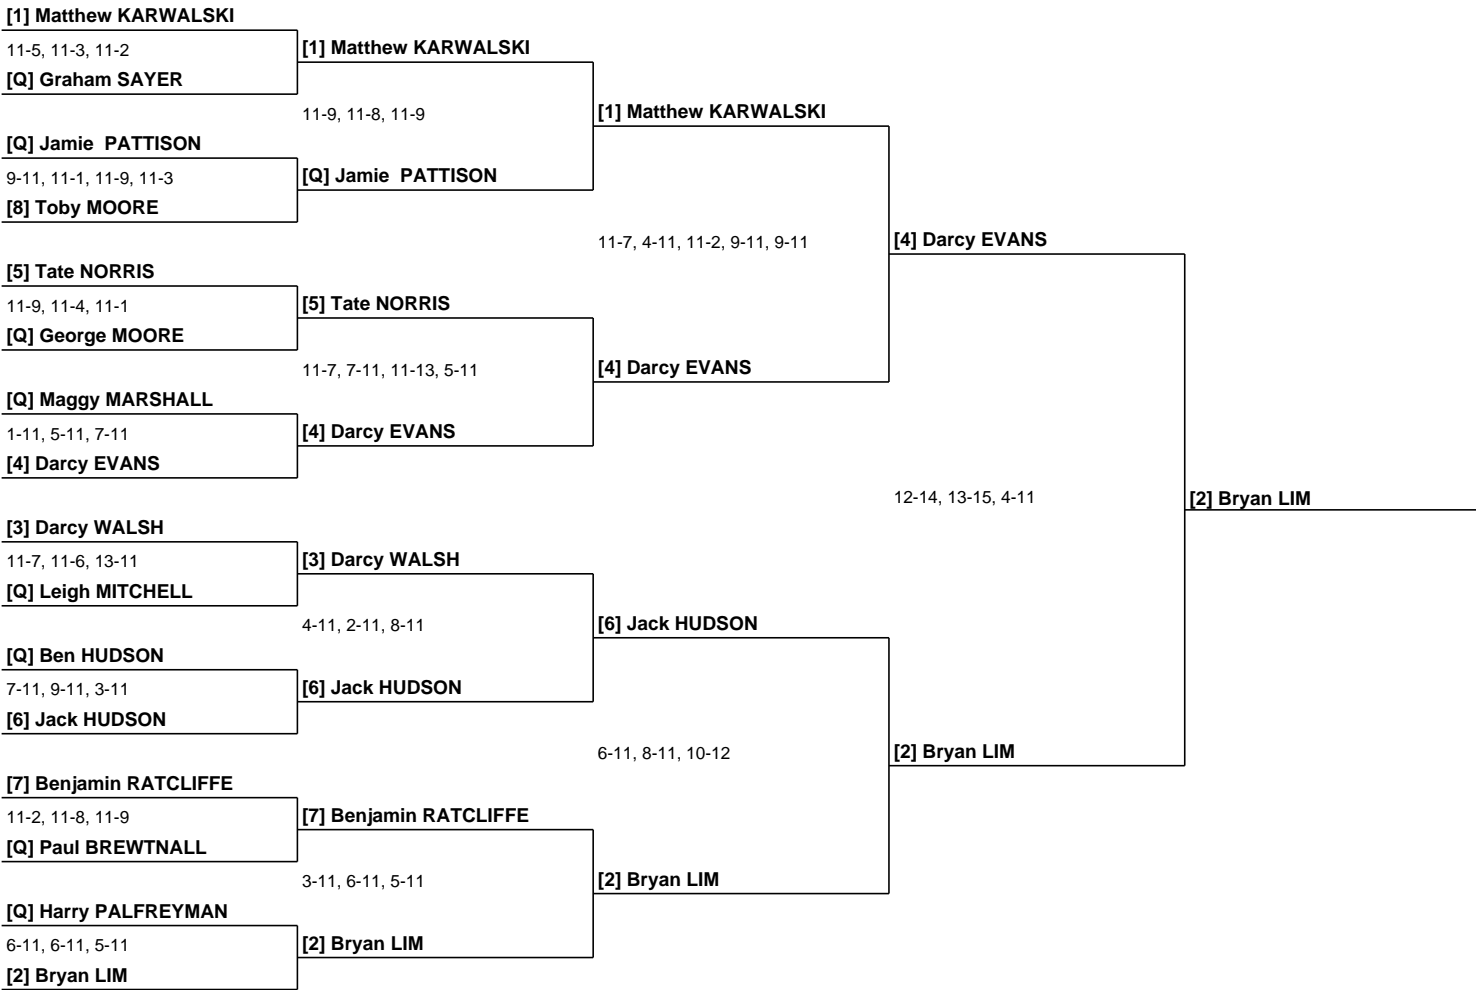 [1] Matthew KARWALSKI
11-5, 11-3, 11-2
[Q] Graham SAYER
[Q] Jamie  PATTISON
9-11, 11-1, 11-9, 11-3
[8] Toby MOORE
[5] Tate NORRIS
11-9, 11-4, 11-1
[Q] George MOORE
[Q] Maggy MARSHALL
1-11, 5-11, 7-11
[4] Darcy EVANS
[3] Darcy WALSH
11-7, 11-6, 13-11
[Q] Leigh MITCHELL
[Q] Ben HUDSON
7-11, 9-11, 3-11
[6] Jack HUDSON
[7] Benjamin RATCLIFFE
11-2, 11-8, 11-9
[Q] Paul BREWTNALL
[Q] Harry PALFREYMAN
6-11, 6-11, 5-11
[2] Bryan LIM
[1] Matthew KARWALSKI
11-9, 11-8, 11-9
[Q] Jamie  PATTISON
[5] Tate NORRIS
11-7, 7-11, 11-13, 5-11
[4] Darcy EVANS
[3] Darcy WALSH
4-11, 2-11, 8-11
[6] Jack HUDSON
[7] Benjamin RATCLIFFE
3-11, 6-11, 5-11
[2] Bryan LIM
[1] Matthew KARWALSKI
11-7, 4-11, 11-2, 9-11, 9-11
[4] Darcy EVANS
[6] Jack HUDSON
6-11, 8-11, 10-12
[2] Bryan LIM
[4] Darcy EVANS
12-14, 13-15, 4-11
[2] Bryan LIM
[2] Bryan LIM